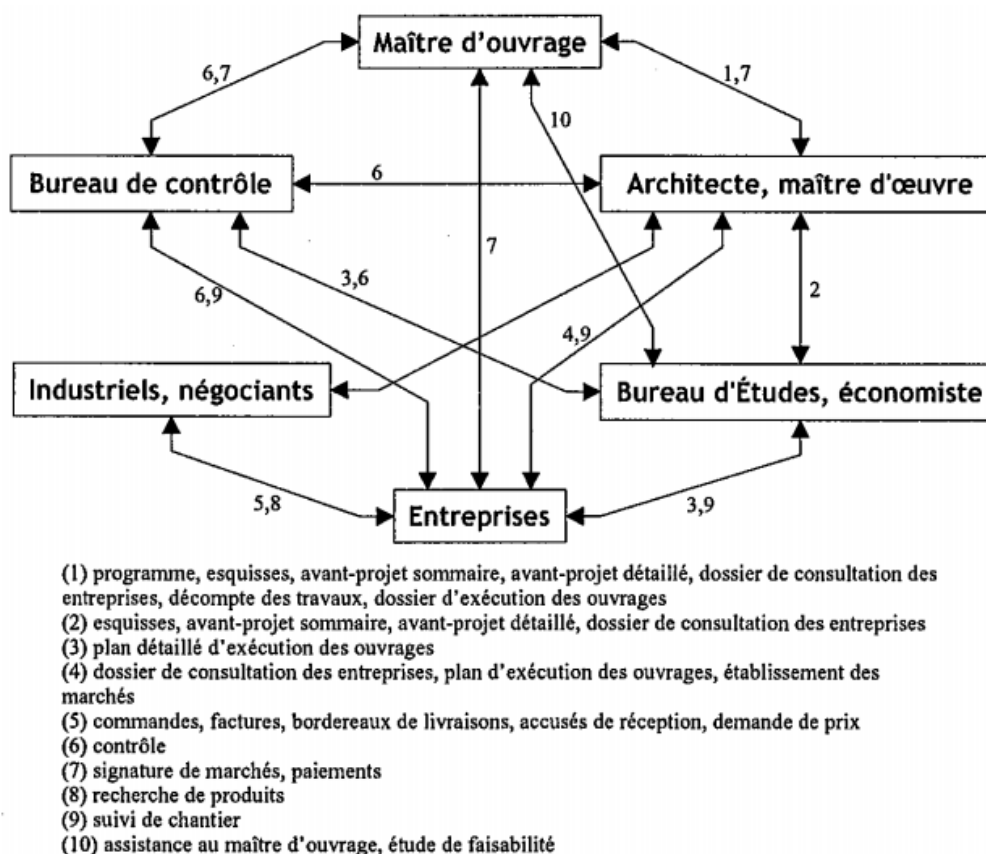 Maître d'ouvrage
6,7
1,7
10
Bureau de contrôle
6
Architecte, maître d'œuvre
7
3,6
6,9
2
4,9
Industriels, négociants
Bureau d'Études, économiste
5,8
Entreprises
3,9
(1) programme, esquisses, avant-projet sommaire, avant-projet détaillé, dossier de consultation des
entreprises, décompte des travaux, dossier d'exécution des ouvrages
(2) esquisses, avant-projet sommaire, avant-projet détaillé, dossier de consultation des entreprises
(3) plan détaillé d'exécution des ouvrages
(4) dossier de consultation des entreprises, plan d'exécution des ouvrages, établissement des
marchés
(5) commandes, factures, bordereaux de livraisons, accusés de réception, demande de prix
(6) contrôle
(7) signature de marchés, paiements
(8) recherche de produits
(9) suivi de chantier
(10) assistance au maître d'ouvrage, étude de faisabilité